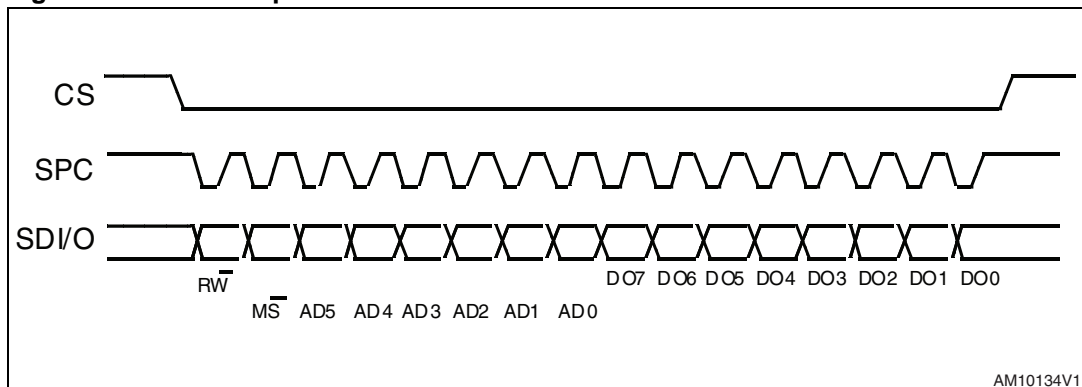 CS
SPC
SDI/O
RW
DO7 DO6 DO5 DO4 DO3 DO2 DO1 DO0
MS AD5 AD4 AD3 AD2 AD1 AD0
AM10134V1